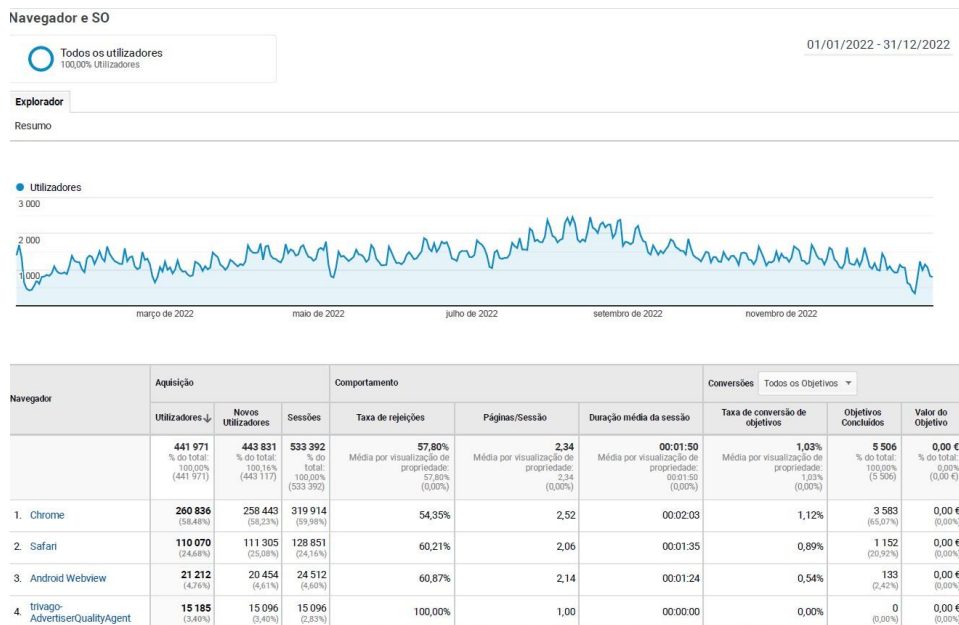 Navegador e SO
Todos os utilizadores
100,00% Utilizadores
01/01/2022 - 31/12/2022
Explorador
Resumo
Utilizadores
3 000
2 000
1 000
março de 2022 maio de 2022 julho de 2022 setembro de 2022 novembro de 2022
Navegador
Aquisição Comportamento Conversões Todos os Objetivos
Utilizadores Novos Utilizadores Sessões Taxa de rejeições Páginas/Sessão Duração média da sessão Taxa de conversão de objetivos Objetivos Concluídos Valor do Objetivo
441 971
% do total:
100,00%
(441 971)
443 831
% do total:
100,16%
(443 117)
533 392
% do
total:
100,00%
(533 392)
57,80%
Média por visualização de
propriedade:
57,80%
(0,00%)
2,34
Média por visualização de
propriedade:
2,34
(0,00%)
00:01:50
Média por visualização de
propriedade:
00:01:50
(0,00%)
1,03%
Média por visualização de
propriedade:
1,03%
(0,00%)
5 506
% do total:
100,00%
(5 506)
0,00 €
% do total:
0,00%
(0,00 €)
1. Chrome 260 836 258 443 319 914 54,35% 2,52 00:02:03 1,12% 3 583 0,00 €
(58,48%) (58,23%) (59,98%) (65,07%) (0,00%)
2. Safari 110 070 111 305 128 851 60,21% 2,06 00:01:35 0,89% 1 152 0,00 €
(24,68%) (25,08%) (24,16%) (20,92%) (0,00%)
3. Android Webview 21 212 20 454 24 512 60,87% 2,14 00:01:24 0,54% 133 0,00 €
(4,76%) (4,61%) (4,60%) (2,42%) (0,00%)
4. trivago-
AdvertiserQualityAgent 15 185 15 096 15 096 100,00% 1,00 00:00:00 0,00% 0 0,00 €
(3,40%) (3,40%) (2,83%) (0,00%) (0,00%)